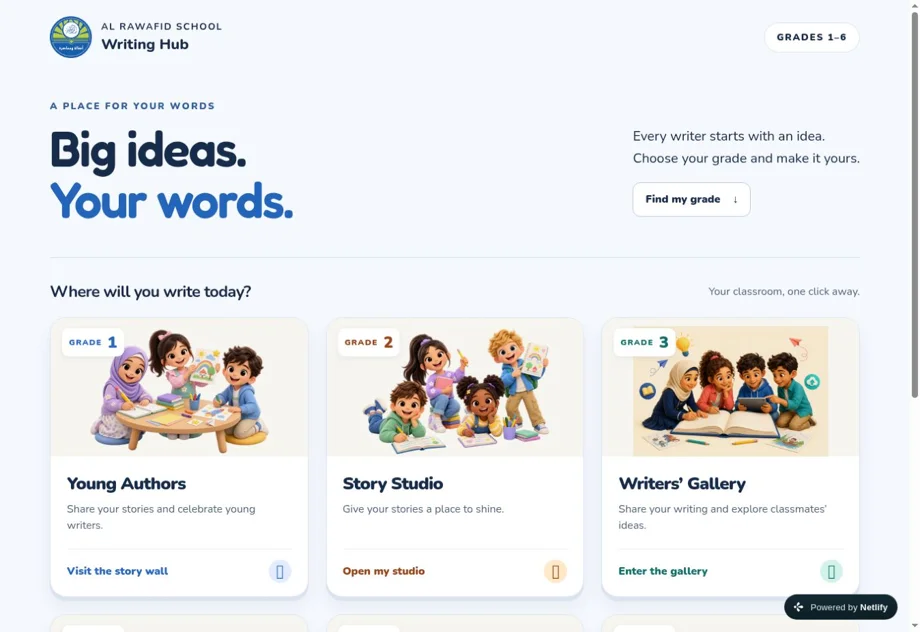 AL RAWAFID SCHOOL
Writing Hub
GRADES 1–6
A PLACE FOR YOUR WORDS
Big ideas.
Your words.
Every writer starts with an idea.
Choose your grade and make it yours.
Find my grade ↓
Where will you write today?
Your classroom, one click away.
GRADE 1
GRADE 2
GRADE 3
Young Authors
Share your stories and celebrate young
writers.
Visit the story wall
Story Studio
Give your stories a place to shine.
Open my studio
Writers’ Gallery
Share your writing and explore classmates’
ideas.
Enter the gallery
Powered by Netlify